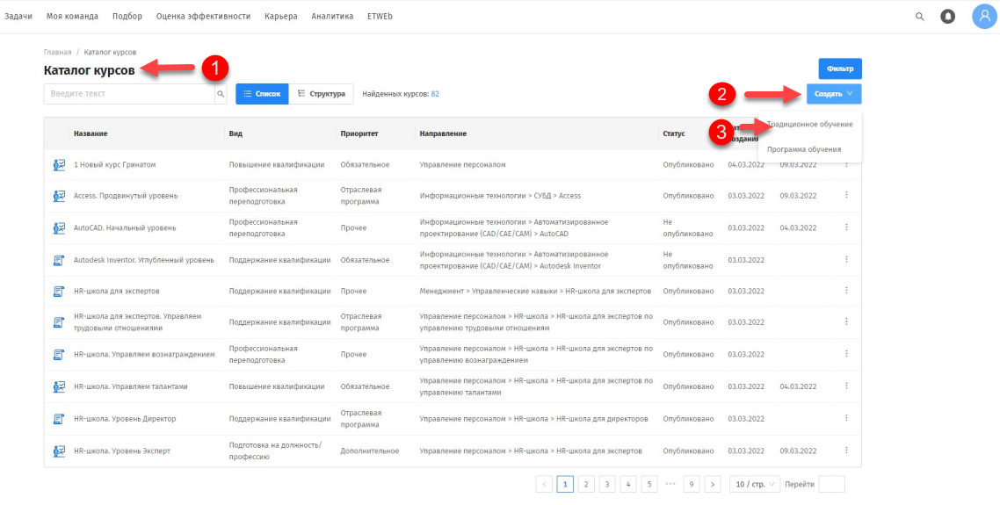 Задачи Моя команда Подбор Оценка эффективности Карьера Аналитика ETWEb
Главная / Каталог курсов
Каталог курсов
1
Фильтр
Введите текст
Список
Структура
Найденных курсов: 82
2
Создать
3
Традиционное обучение
Программа обучения
Название Вид Приоритет Направление Статус
1 Новый курс Гринатом Повышение квалификации Обязательное Управление персоналом Опубликовано 04.03.2022 09.03.2022
Access. Продвинутый уровень Профессиональная переподготовка Отраслевая программа Информационные технологии > СУБД > Access Опубликовано 03.03.2022 09.03.2022
AutoCAD. Начальный уровень Профессиональная переподготовка Прочее Информационные технологии > Автоматизированное проектирование (CAD/CAE/CAM) > AutoCAD Не опубликовано 03.03.2022 04.03.2022
Autodesk Inventor. Углубленный уровень Поддержание квалификации Обязательное Информационные технологии > Автоматизированное проектирование (CAD/CAE/CAM) > Autodesk Inventor Не опубликовано 03.03.2022
HR-школа для экспертов Поддержание квалификации Прочее Менеджмент > Управленческие навыки > HR-школа для экспертов Опубликовано 03.03.2022
HR-школа для экспертов. Управляем трудовыми отношениями Поддержание квалификации Отраслевая программа Управление персоналом > HR-школа > HR-школа для экспертов по управлению трудовыми отношениям Опубликовано 03.03.2022
HR-школа. Управляем вознаграждением Профессиональная переподготовка Прочее Управление персоналом > HR-школа > HR-школа для экспертов по управлению вознаграждением Опубликовано 03.03.2022
HR-школа. Управляем талантами Повышение квалификации Обязательное Управление персоналом > HR-школа > HR-школа для экспертов по управлению талантами Опубликовано 03.03.2022 04.03.2022
HR-школа. Уровень Директор Поддержание квалификации Отраслевая программа Управление персоналом > HR-школа > HR-школа для директоров Опубликовано 03.03.2022
HR-школа. Уровень Эксперт Подготовка на должность/профессию Дополнительное Управление персоналом > HR-школа > HR-школа для экспертов Опубликовано 03.03.2022 09.03.2022
< 1 2 3 4 5 ••• 9 > 10 / стр. Перейти